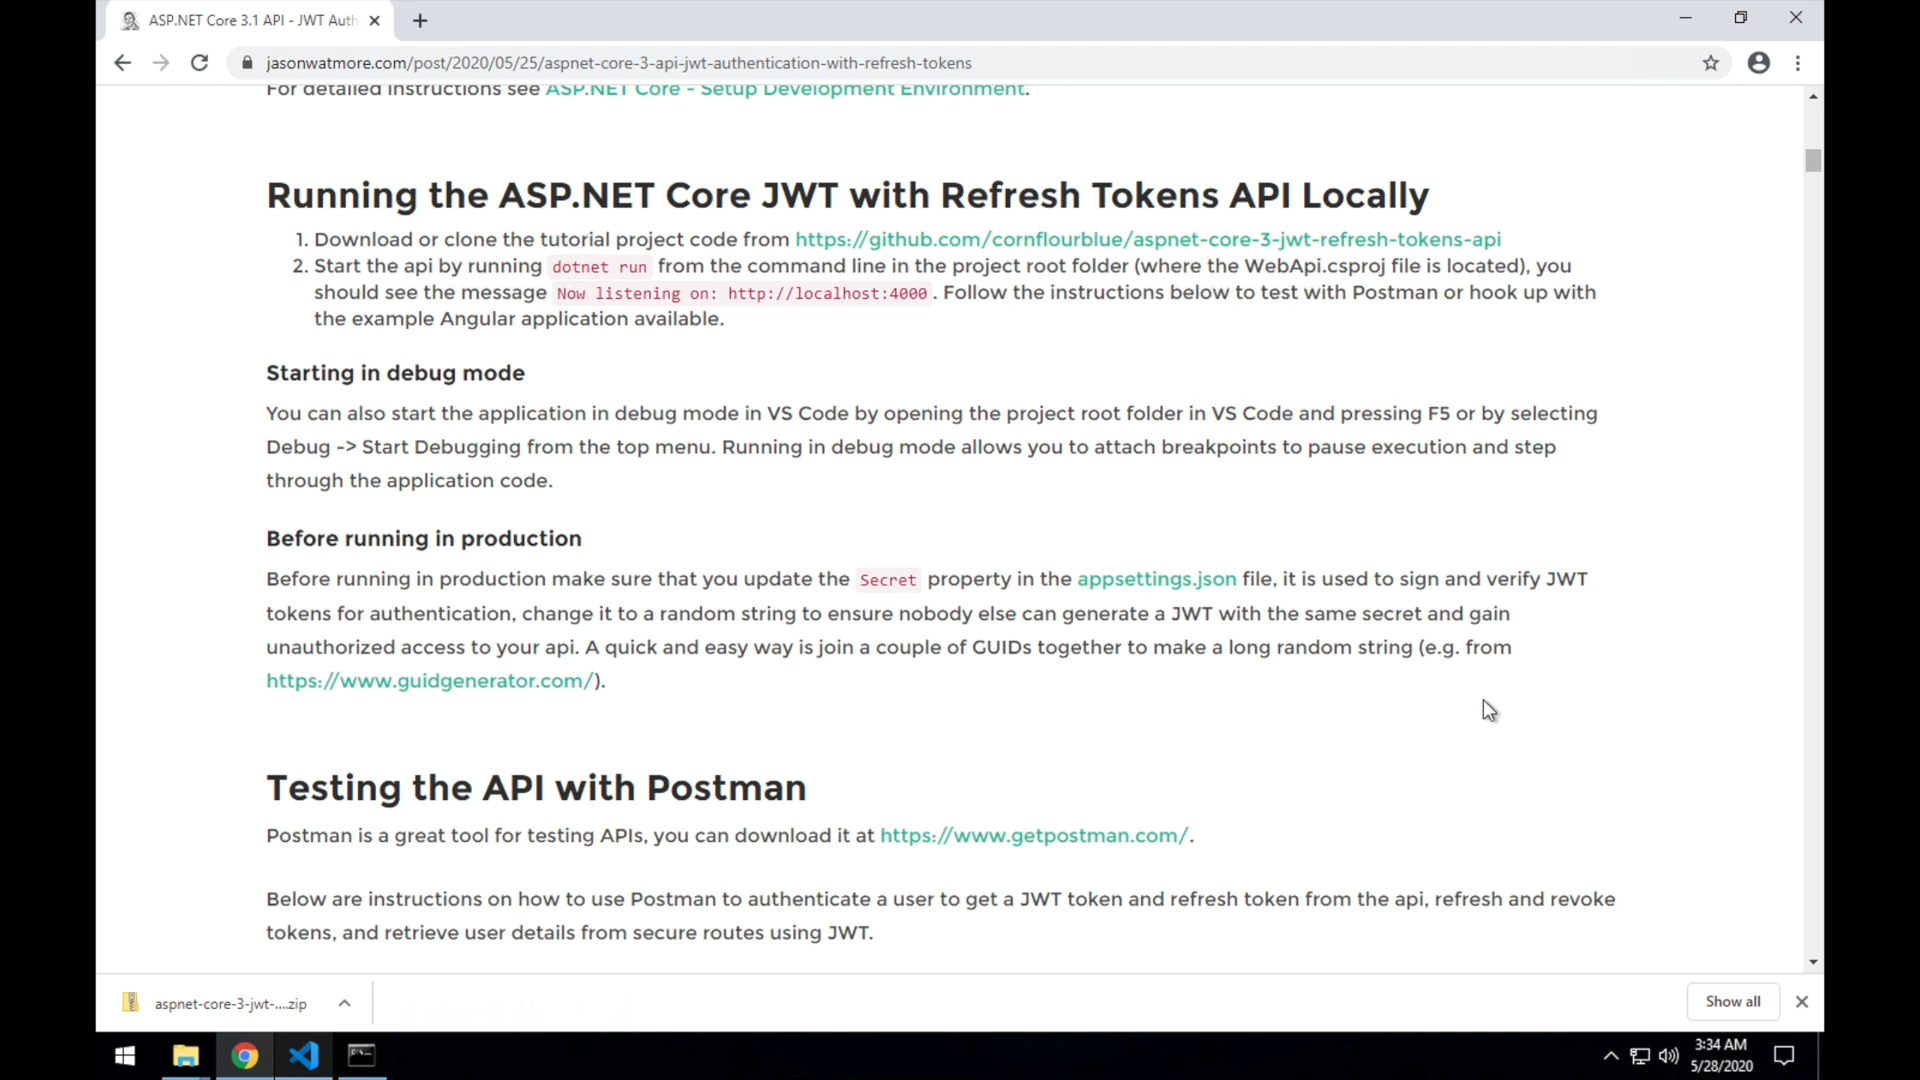 ASP.NET Core 3.1 API - JWT Auth
jasonwatmore.com/post/2020/05/25/aspnet-core-3-api-jwt-authentication-with-refresh-tokens
For detailed instructions see ASP.NET Core - Setup Development Environment.
Running the ASP.NET Core JWT with Refresh Tokens API Locally
1. Download or clone the tutorial project code from https://github.com/cornflourblue/aspnet-core-3-jwt-refresh-tokens-api
2. Start the api by running dotnet run from the command line in the project root folder (where the WebApi.csproj file is located), you
should see the message Now listening on: http://localhost:4000. Follow the instructions below to test with Postman or hook up with
the example Angular application available.
Starting in debug mode
You can also start the application in debug mode in VS Code by opening the project root folder in VS Code and pressing F5 or by selecting
Debug -> Start Debugging from the top menu. Running in debug mode allows you to attach breakpoints to pause execution and step
through the application code.
Before running in production
Before running in production make sure that you update the Secret property in the appsettings.json file, it is used to sign and verify JWT
tokens for authentication, change it to a random string to ensure nobody else can generate a JWT with the same secret and gain
unauthorized access to your api. A quick and easy way is join a couple of GUIDs together to make a long random string (e.g. from
https://www.guidgenerator.com/).
Testing the API with Postman
Postman is a great tool for testing APIs, you can download it at https://www.getpostman.com/.
Below are instructions on how to use Postman to authenticate a user to get a JWT token and refresh token from the api, refresh and revoke
tokens, and retrieve user details from secure routes using JWT.
aspnet-core-3-jwt-....zip
Show all
3:34 AM
5/28/2020